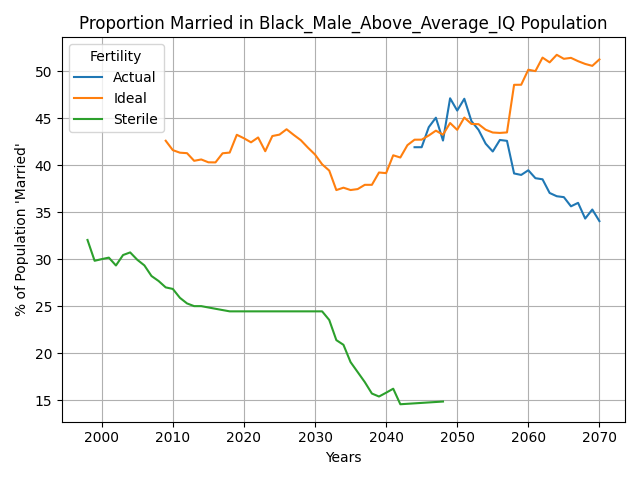 Proportion Married in Black_Male_Above_Average_IQ Population
Fertility
Actual
Ideal
Sterile
% of Population 'Married'
50
45
40
35
30
25
20
15
2000 2010 2020 2030 2040 2050 2060 2070
Years